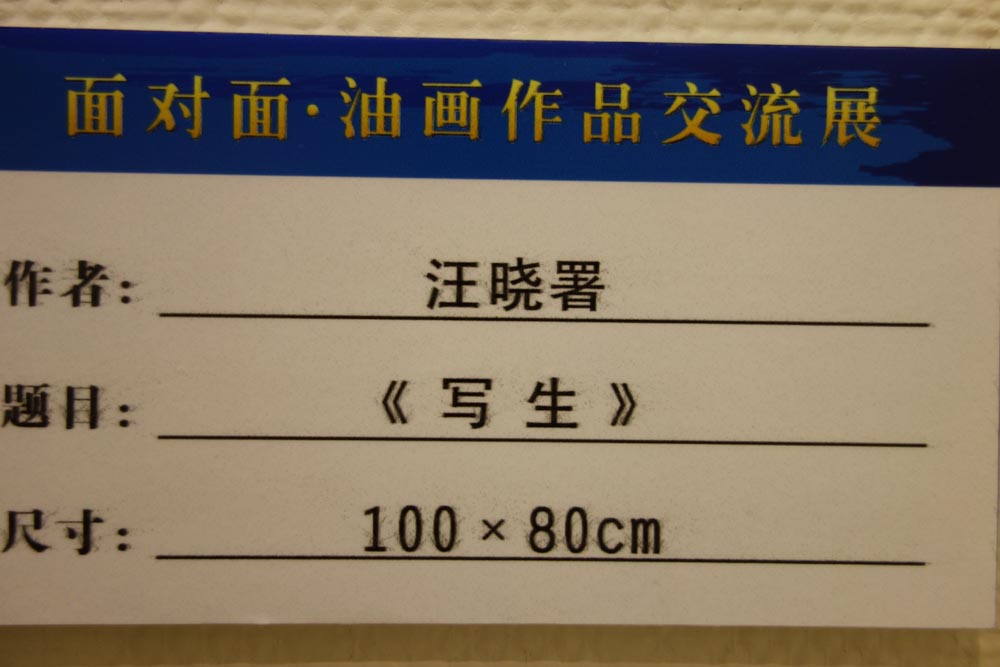 面对面·油画作品交流展
作者：汪晓署
题目：《写生》
尺寸：100×80cm